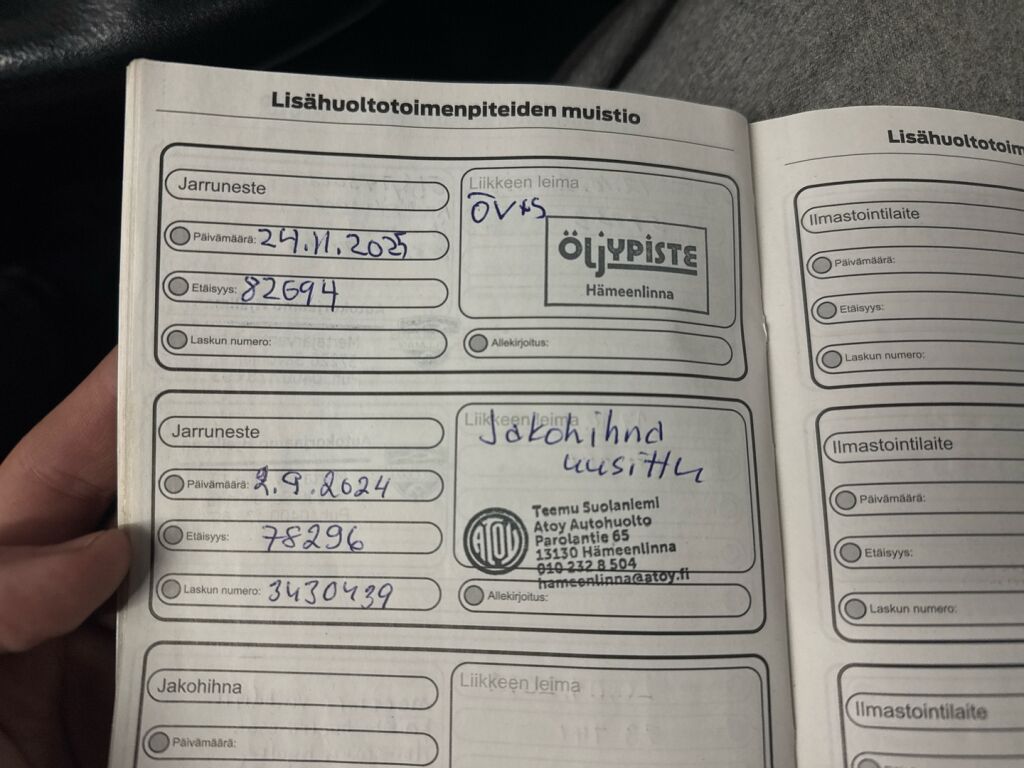 Lisähuoltotoimenpiteiden muistio
Jarruneste
Päivämäärä: 24.11.2025
Etäisyys: 82694
Laskun numero:
Liikkeen leima
ÖV+S
ÖljYPISTE
Hämeenlinna
Allekirjoitus:
Jarruneste
Päivämäärä: 2.9.2024
Etäisyys: 78296
Laskun numero: 3430439
Liikkeen leima
Jakohihna
uusittu
ATOY
Teemu Suolaniemi
Atoy Autohuolto
Parolantie 65
13130 Hämeenlinna
010 232 8 504
hameenlinna@atoy.fi
Allekirjoitus:
Jakohihna
Päivämäärä:
Liikkeen leima
Lisähuoltotoim
Ilmastointilaite
Päivämäärä:
Etäisyys:
Laskun numero:
Ilmastointilaite
Päivämäärä:
Etäisyys:
Laskun numero:
Ilmastointilaite